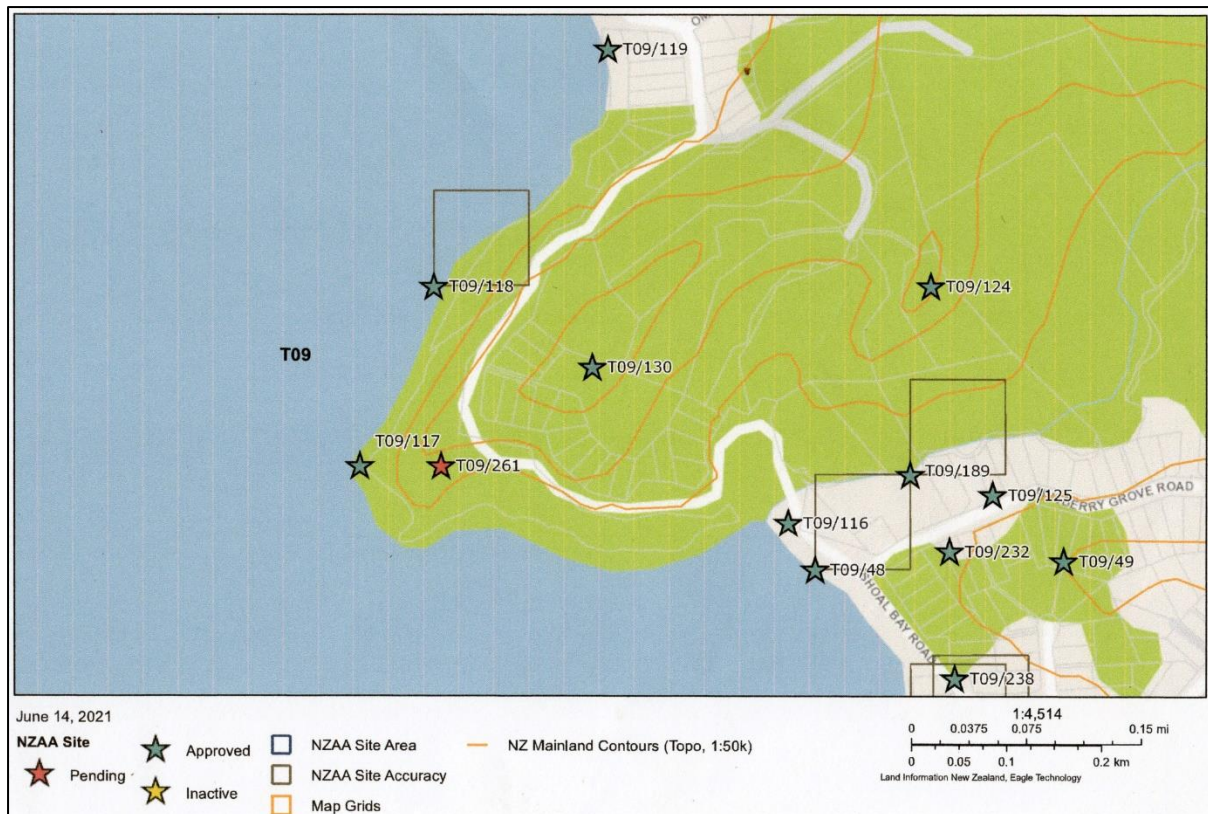 T09/119
T09/118
T09/124
T09
T09/130
T09/117
T09/261
T09/189
T09/125
GROVE ROAD
T09/116
T09/232
T09/49
T09/48
SHOAL BAY ROAD
T09/238
June 14, 2021
1:4,514
NZAA Site
Pending
Approved
Inactive
NZAA Site Area
NZAA Site Accuracy
Map Grids
NZ Mainland Contours (Topo, 1:50k)
0 0.0375 0.075 0.15 mi
0 0.05 0.1 0.2 km
Land Information New Zealand, Eagle Technology